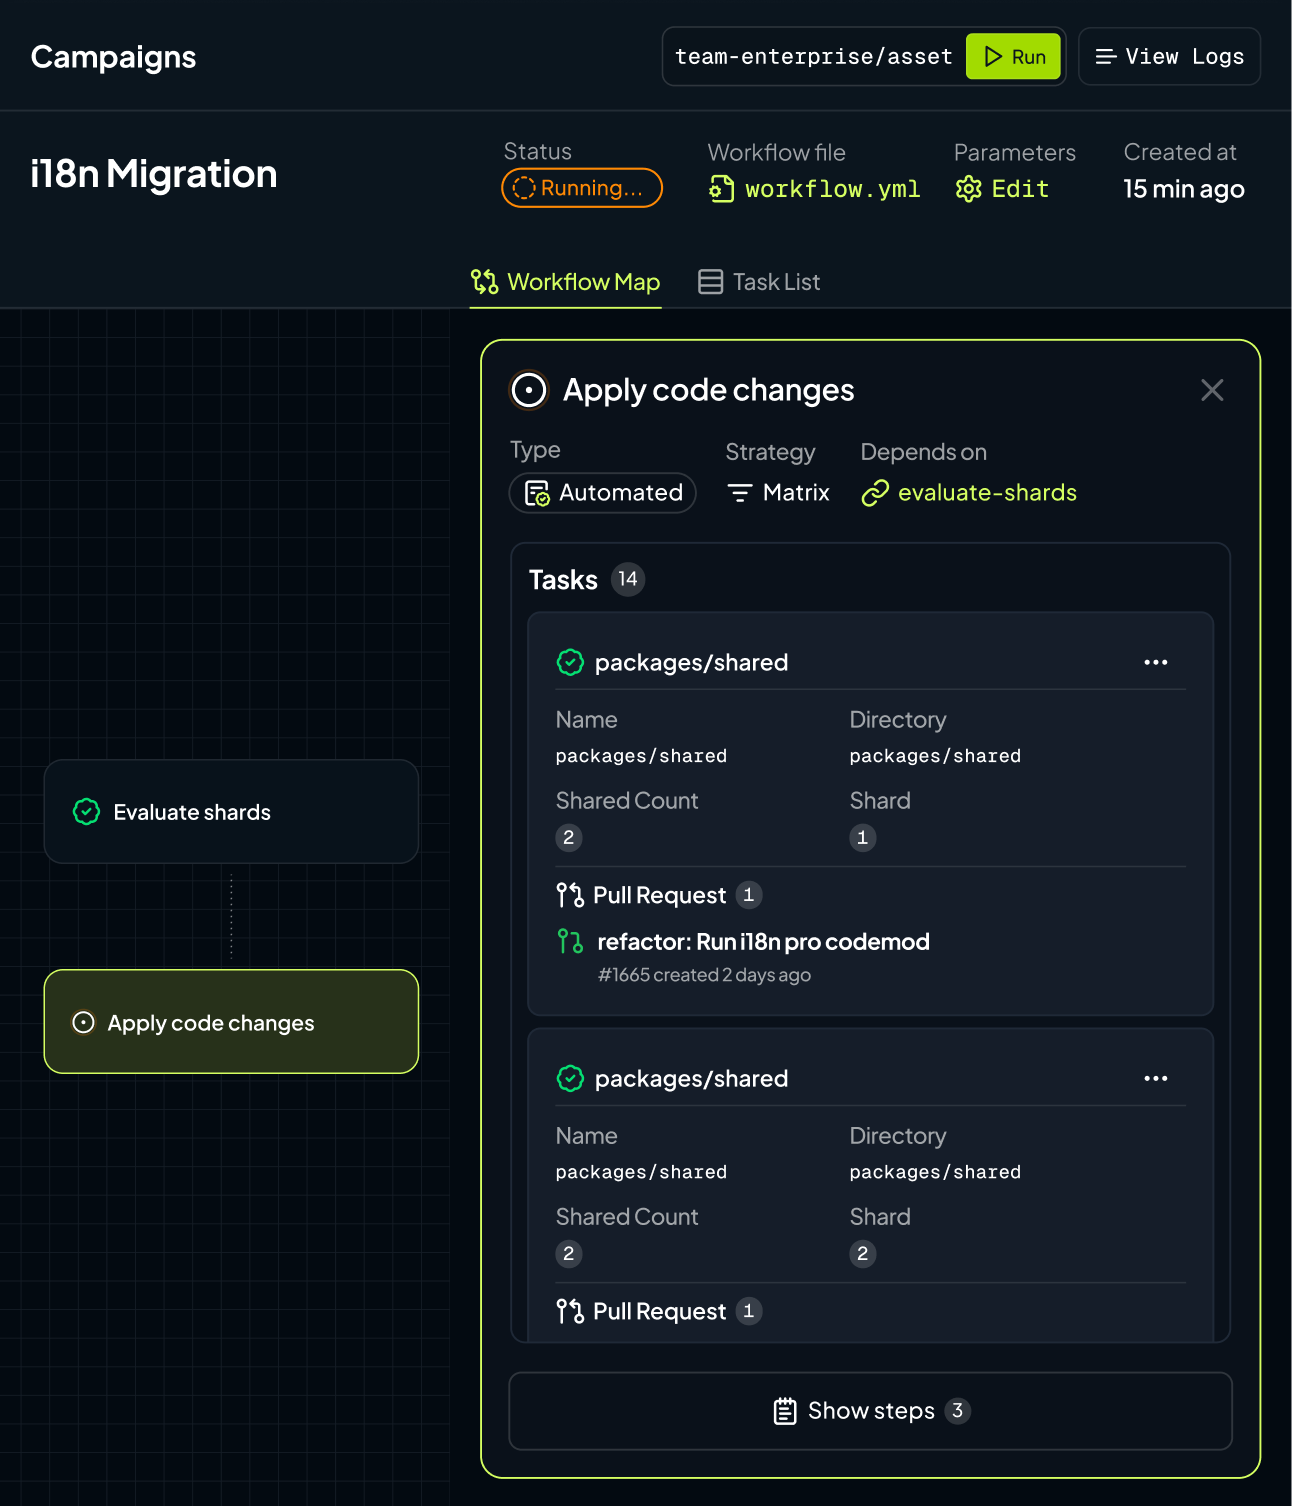 Campaigns
team-enterprise/asset
Run
View Logs
i18n Migration
Status
Running...
Workflow file
workflow.yml
Parameters
Edit
Created at
15 min ago
Workflow Map
Task List
Evaluate shards
Apply code changes
Apply code changes
Type
Automated
Strategy
Matrix
Depends on
evaluate-shards
Tasks 14
packages/shared
Name
packages/shared
Directory
packages/shared
Shared Count
2
Shard
1
Pull Request 1
refactor: Run i18n pro codemod
#1665 created 2 days ago
packages/shared
Name
packages/shared
Directory
packages/shared
Shared Count
2
Shard
2
Pull Request 1
Show steps 3